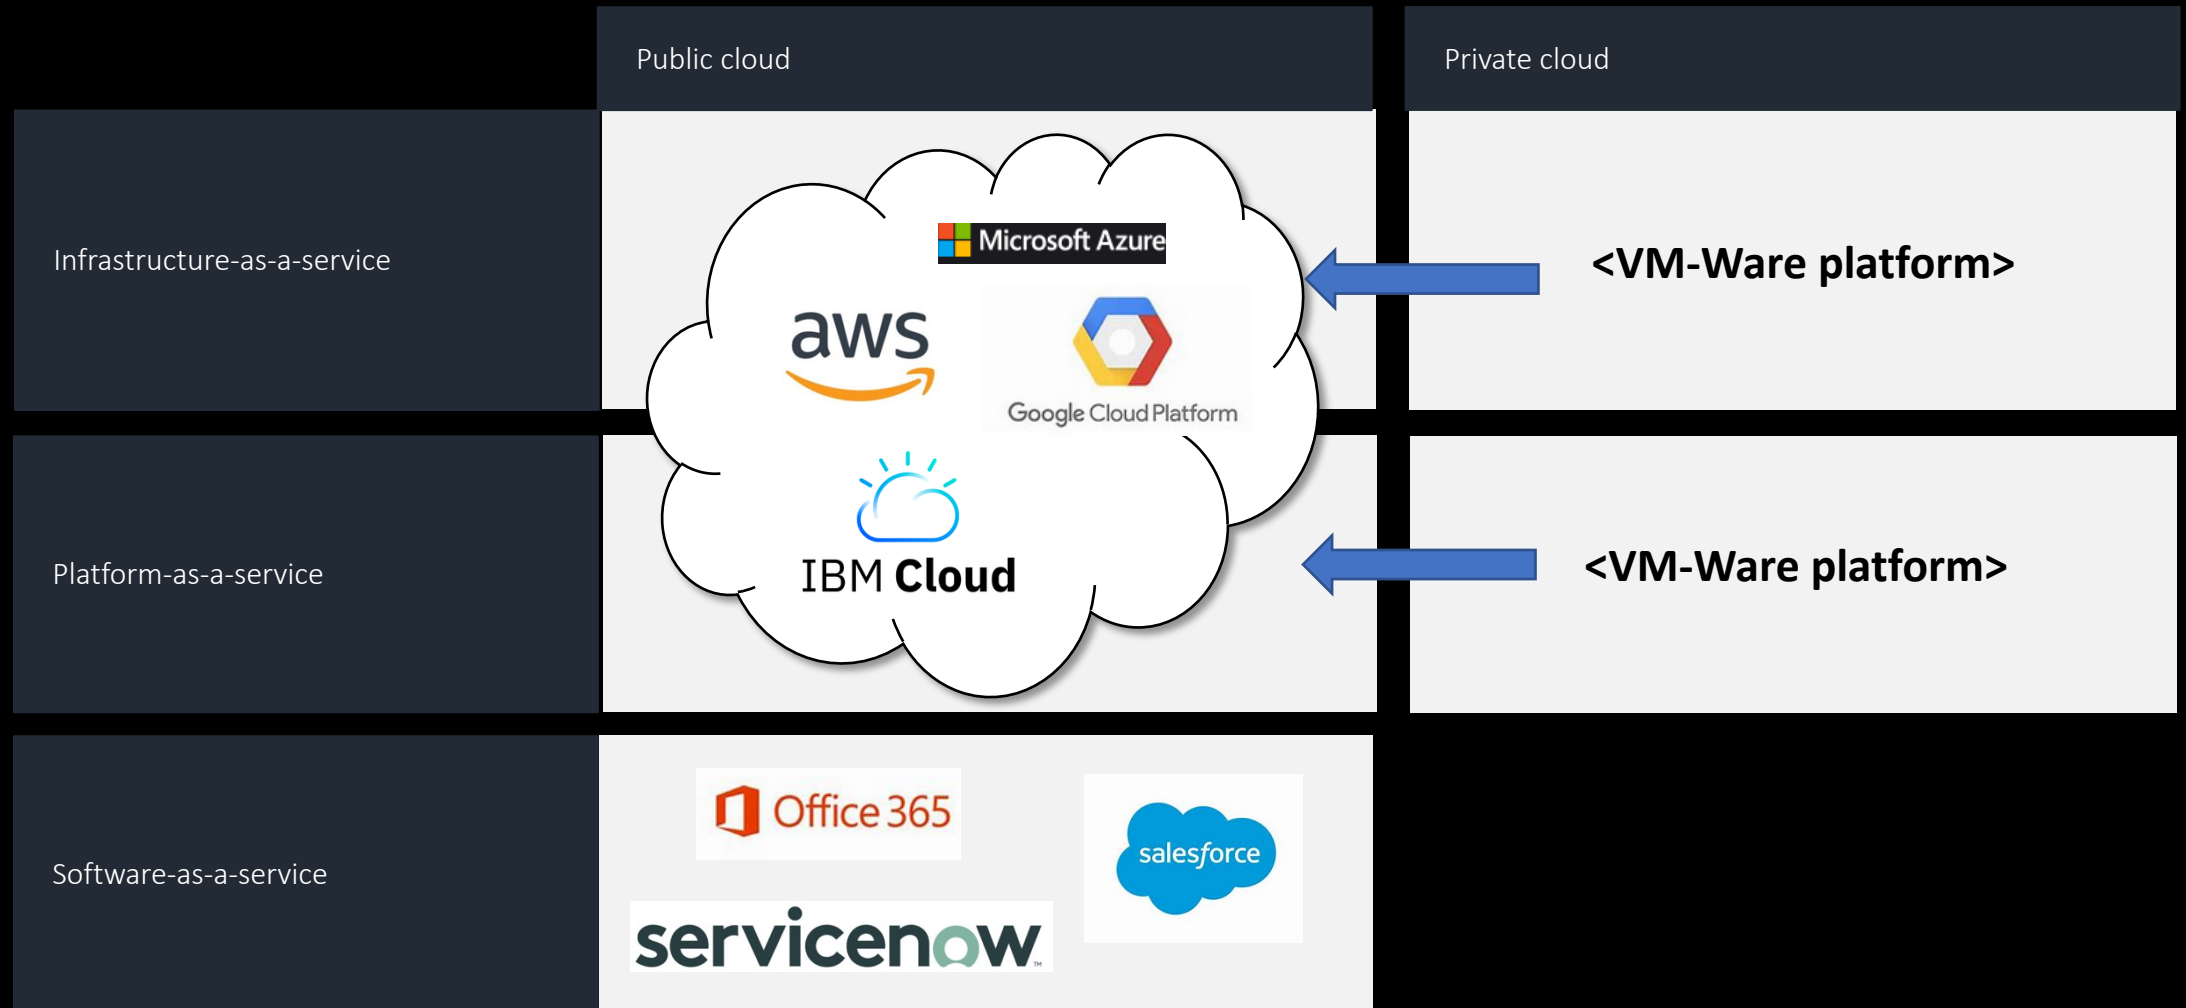 Public cloud
Private cloud
Infrastructure-as-a-service
Microsoft Azure
aws
Google Cloud Platform
<VM-Ware platform>
Platform-as-a-service
IBM Cloud
<VM-Ware platform>
Software-as-a-service
Office 365
salesforce
servicenow™